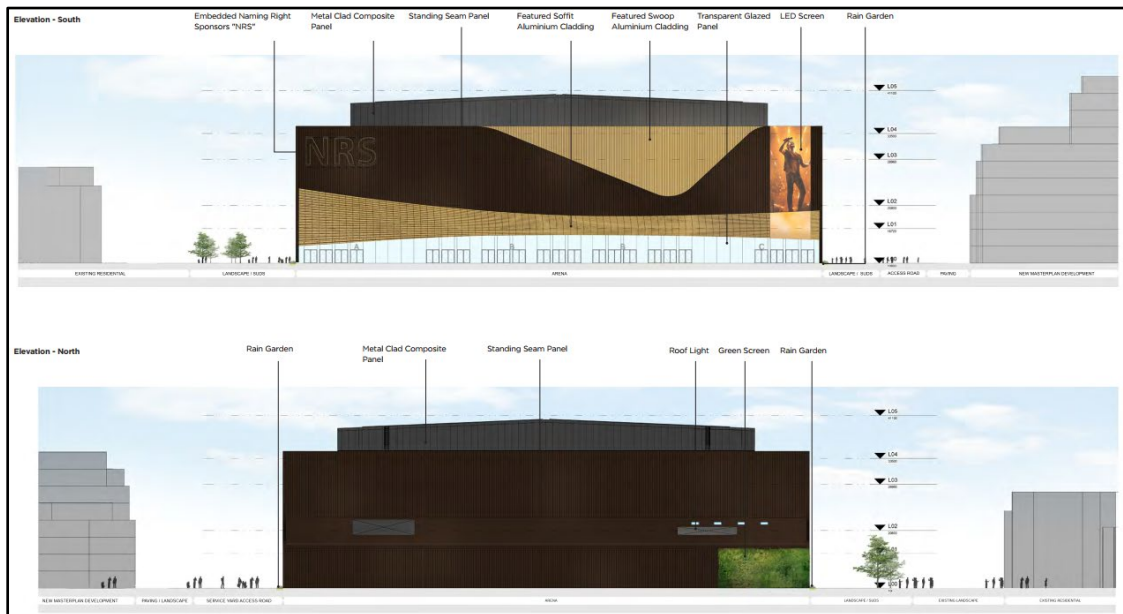 Elevation - South
Embedded Naming Right
Sponsors "NRS"
Metal Clad Composite
Panel
Standing Seam Panel
Featured Soffit
Aluminium Cladding
Featured Swoop
Aluminium Cladding
Transparent Glazed
Panel
LED Screen
Rain Garden
NRS
L05
L04
L03
L02
L01
A
B
C
EXISTING RESIDENTIAL
LANDSCAPE / SUDS
ARENA
LANDSCAPE / SUDS
ACCESS ROAD
PAVING
NEW MASTERPLAN DEVELOPMENT
Elevation - North
Rain Garden
Metal Clad Composite
Panel
Standing Seam Panel
Roof Light
Green Screen
Rain Garden
L05
L04
L03
L02
NEW MASTERPLAN DEVELOPMENT
PAVING / LANDSCAPE
SERVICE YARD ACCESS ROAD
ARENA
LANDSCAPE / SUDS
EXISTING LANDSCAPE
EXISTING RESIDENTIAL